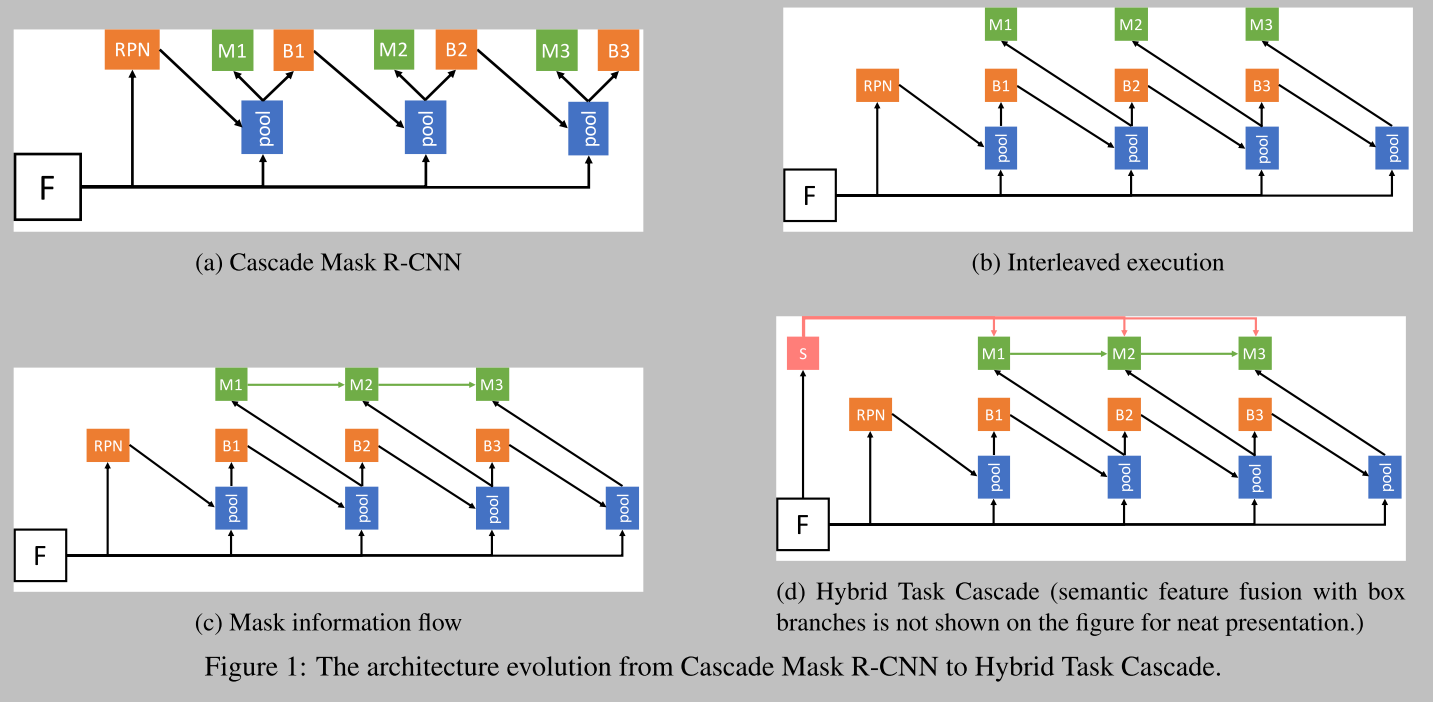 RPN M1 B1 M2 B2 M3 B3
pool pool pool
F
(a) Cascade Mask R-CNN
M1 M2 M3
RPN B1 B2 B3
pool pool pool pool
F
(b) Interleaved execution
M1 M2 M3
RPN B1 B2 B3
pool pool pool pool
F
(c) Mask information flow
S M1 M2 M3
RPN B1 B2 B3
pool pool pool pool
F
(d) Hybrid Task Cascade (semantic feature fusion with box
branches is not shown on the figure for neat presentation.)
Figure 1: The architecture evolution from Cascade Mask R-CNN to Hybrid Task Cascade.